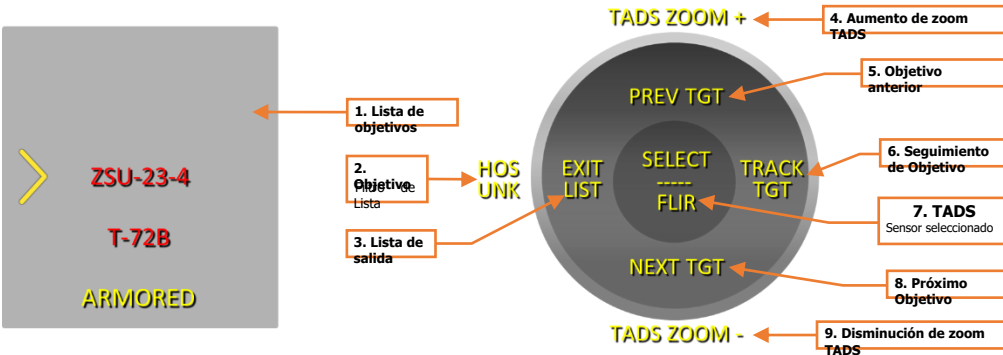 TADS ZOOM +
4. Aumento de zoom
TADS
5. Objetivo
anterior
PREV TGT
1. Lista de
objetivos
6. Seguimiento
de Objetivo
2.
Objetivo
de
Lista
HOS
UNK
EXIT
LIST
SELECT
-----
FLIR
TRACK
TGT
ZSU-23-4
7. TADS
Sensor seleccionado
T-72B
3. Lista de
salida
NEXT TGT
8. Próximo
Objetivo
ARMORED
TADS ZOOM -
9. Disminución de zoom
TADS